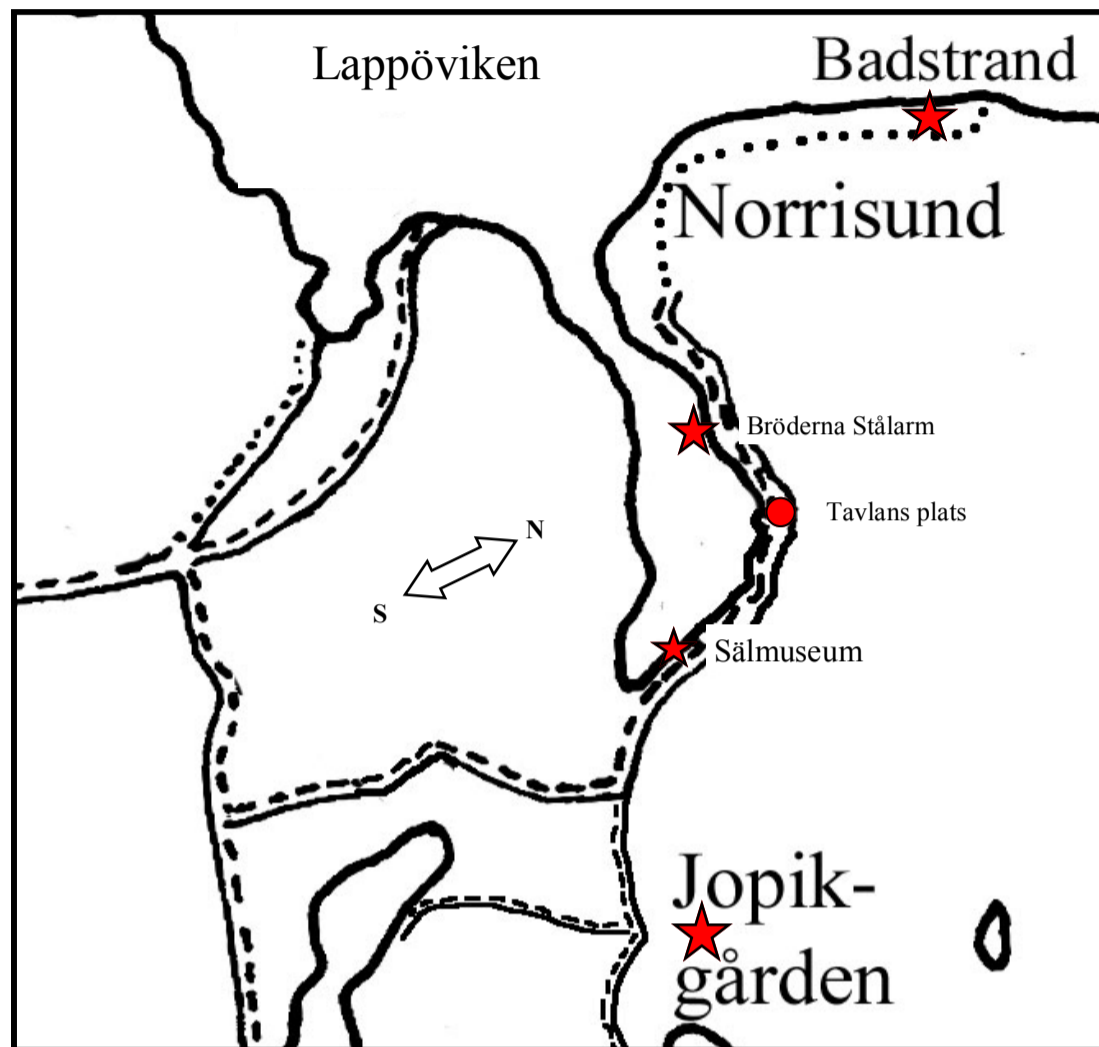 Lappöviken
Badstrand
Norrisund
Bröderna Stålarm
Tavlans plats
N
S
Sälmuseum
Jopik-
gården